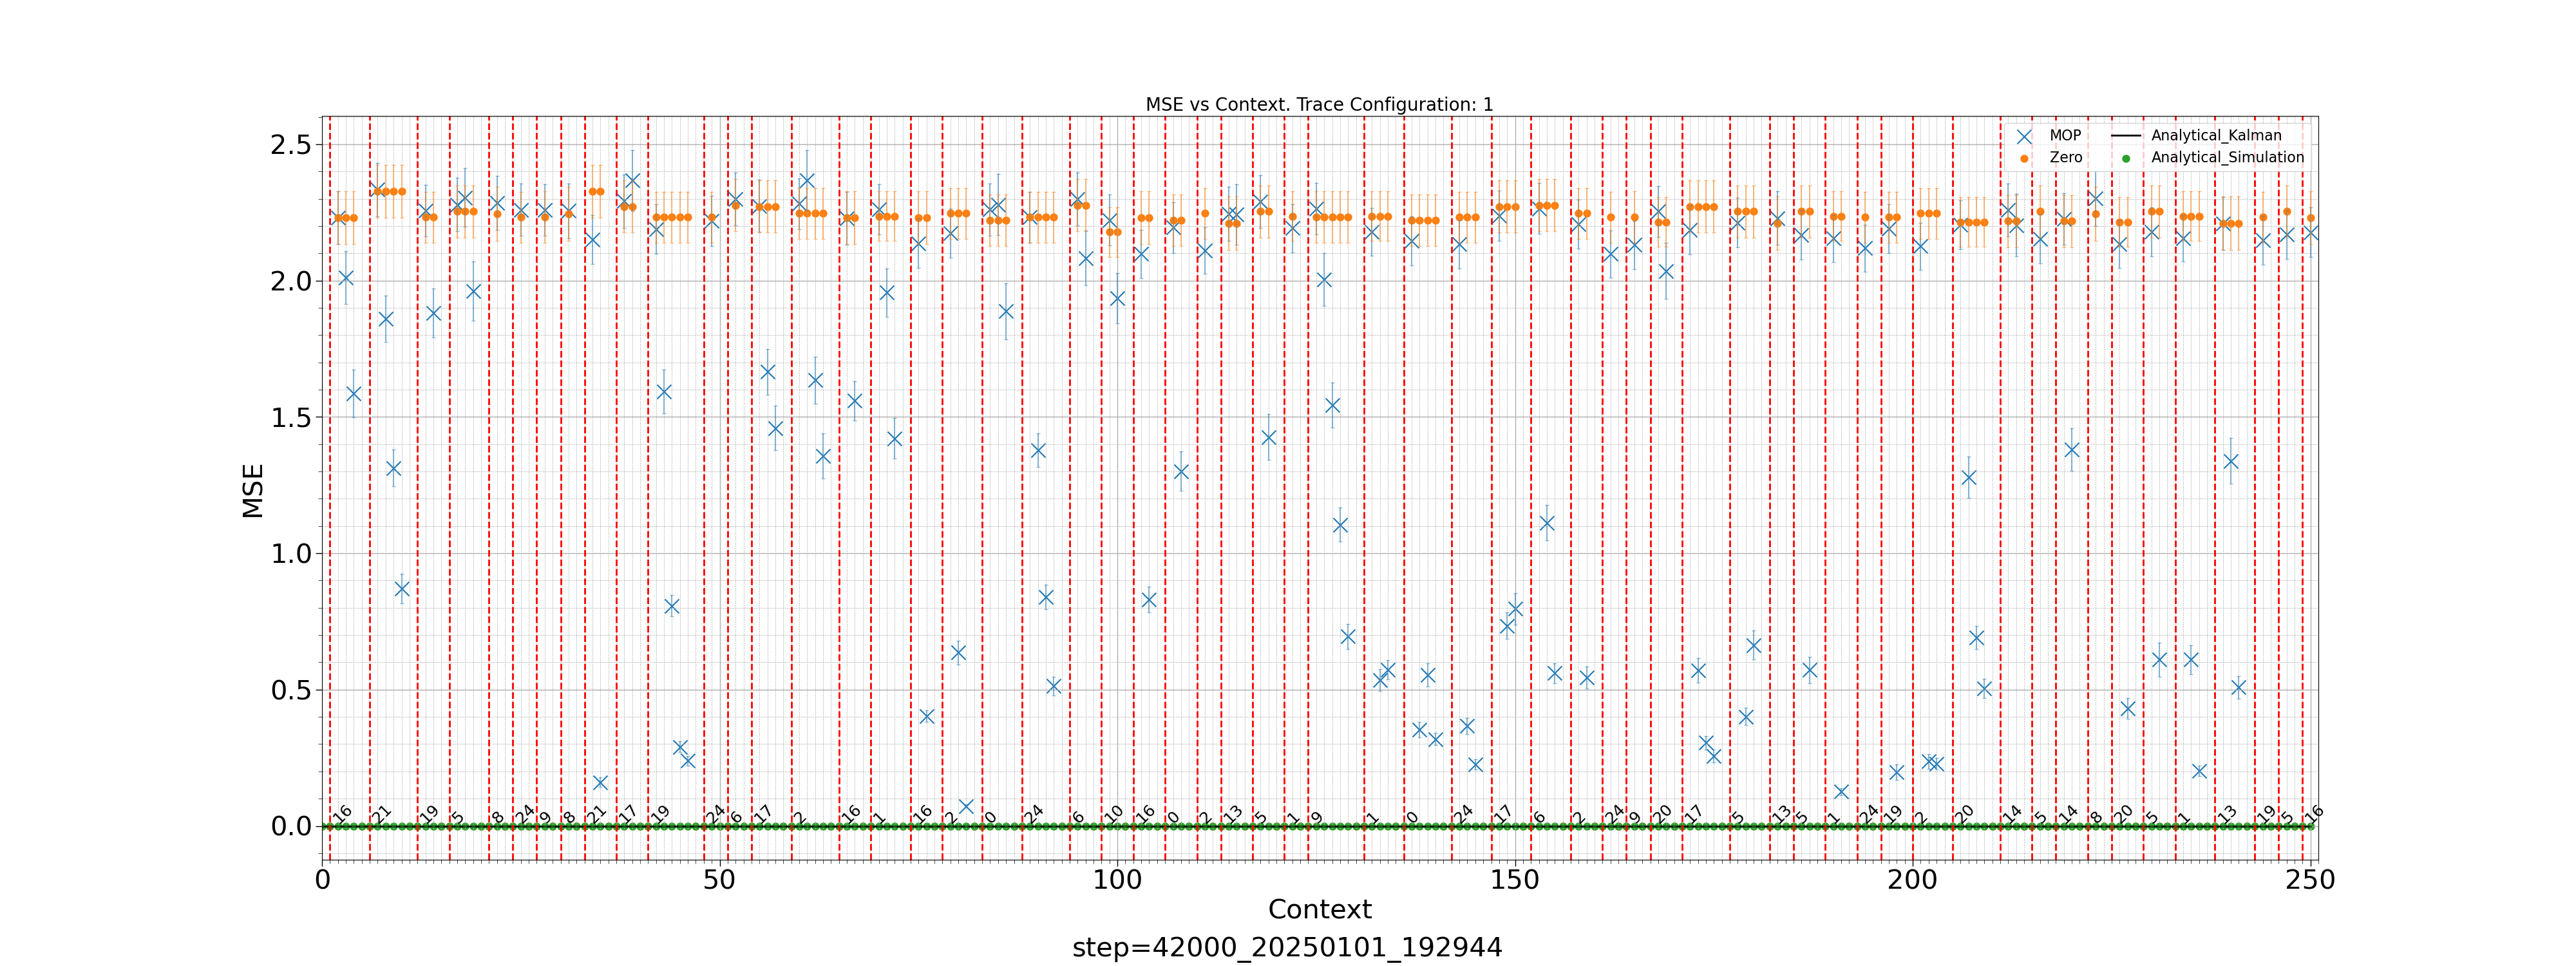 MSE vs Context. Trace Configuration: 1
MOP
Zero
Analytical_Kalman
Analytical_Simulation
2.5
2.0
1.5
1.0
0.5
0.0
MSE
16 21 19 5 8 24 9 8 21 17 19 24 6 17 2 16 1 16 2 0 24 6 10 16 0 2 13 5 1 9 1 0 24 17 6 2 24 9 20 17 5 13 5 1 24 19 2 20 14 5 14 8 20 5 1 13 19 5 16
0 50 100 150 200 250
Context
step=42000_20250101_192944